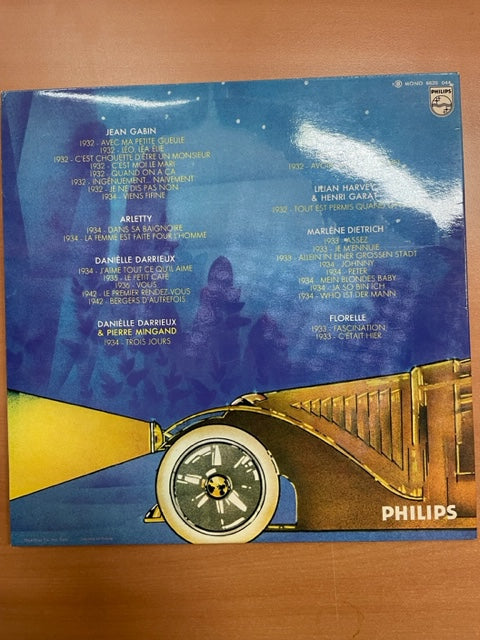 MONO 6620 044
PHILIPS
JEAN GABIN
1932 - AVEC MA PETITE GUEULE
1932 - LÉO, LÉA, ÉLIE
1932 - C'EST CHOUETTE D'ÊTRE UN MONSIEUR
1932 - C'EST MOI LE MARI
1932 - QUAND ON A ÇA
1932 - INGÉNUEMENT... NAÏVEMENT
1932 - JE NE DIS PAS NON
1934 - VIENS FIFINE
ARLETTY
1934 - DANS SA BAIGNOIRE
1934 - LA FEMME EST FAITE POUR L'HOMME
DANIÈLLE DARRIEUX
1934 - J'AIME TOUT CE QU'IL AIME
1935 - LE PETIT CAFÉ
1936 - VOUS
1942 - LE PREMIER RENDEZ-VOUS
1942 - BERGERS D'AUTREFOIS
DANIÈLLE DARRIEUX
& PIERRE MINGAND
1934 - TROIS JOURS
1932 -
LILIAN HARVEY
& HENRI GARAT
1932 - TOUT EST PERMIS QUAND
MARLÈNE DIETRICH
1933 - ASSEZ
1933 - JE M'ENNUIE
1933 - ALLEIN IN EINER GROSSEN STADT
1934 - JOHNNY
1934 - PETER
1934 - MEIN BLONDES BABY
1934 - JA SO BIN ICH
1934 - WHO IST DER MANN
FLORELLE
1933 - FASCINATION
1933 - C'ÉTAIT HIER
PHILIPS